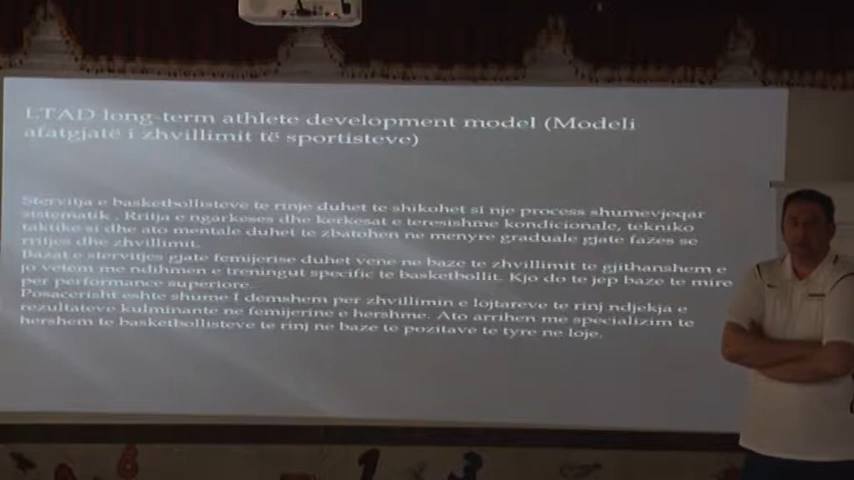 LTAD long-term athlete development model (Modeli
afatgjatë i zhvillimit të sportisteve)
Stervitja e basketbollisteve te rinje duhet te shikohet si nje process shumevjeqar
sistematik . Rritja e ngarkeses dhe kerkesat e teresishme kondicionale, tekniko
taktike si dhe ato mentale duhet te zbatohen ne menyre graduale gjate fazes se
rritjes dhe zhvillimit.
Bazat e stervitjes gjate femijerise duhet vene ne baze te zhvillimit te gjithanshem e
jo vetem me ndihmen e treningut specific te basketbollit. Kjo do te jep baze te mire
per performance superiore.
Posacerisht eshte shume I demshem per zhvillimin e lojtareve te rinj ndjekja e
rezultateve kulminante ne femijerine e hershme. Ato arrihen me specializim te
hershem te basketbollisteve te rinj ne baze te pozitave te tyre ne loje.